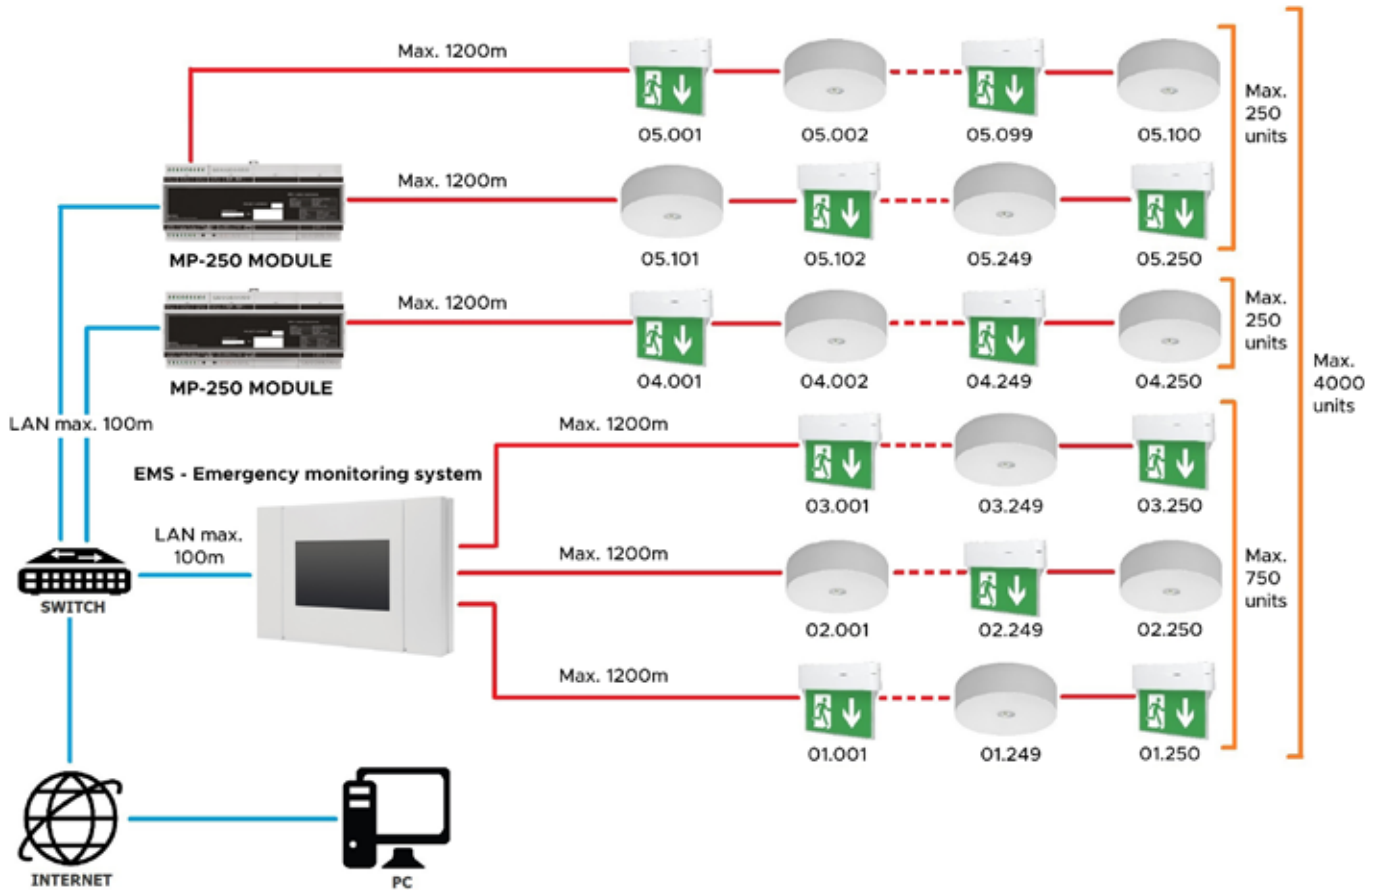 Max. 1200m
05.001
05.002
05.099
05.100
Max.
250
units
Max. 1200m
MP-250 MODULE
05.101
05.102
05.249
05.250
Max. 1200m
MP-250 MODULE
04.001
04.002
04.249
04.250
Max.
250
units
Max.
4000
units
LAN max. 100m
Max. 1200m
03.001
03.249
03.250
EMS - Emergency monitoring system
LAN max.
100m
SWITCH
Max. 1200m
02.001
02.249
02.250
Max.
750
units
Max. 1200m
01.001
01.249
01.250
INTERNET
PC